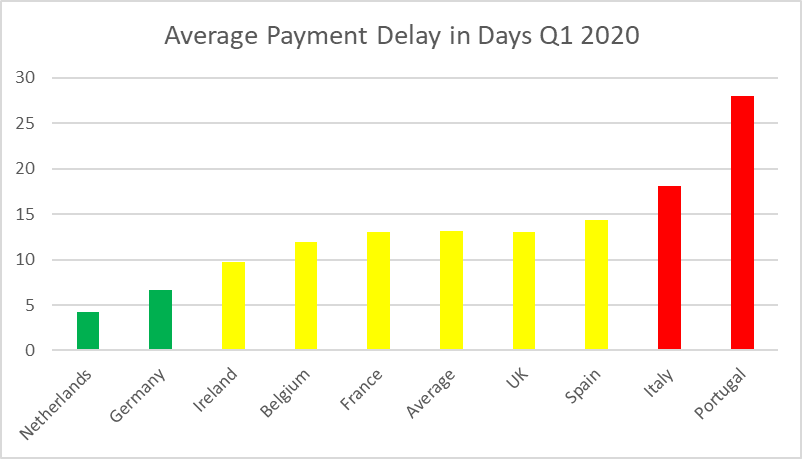 Average Payment Delay in Days Q1 2020
30
25
20
15
10
5
0
Netherlands
Germany
Ireland
Belgium
France
Average
UK
Spain
Italy
Portugal